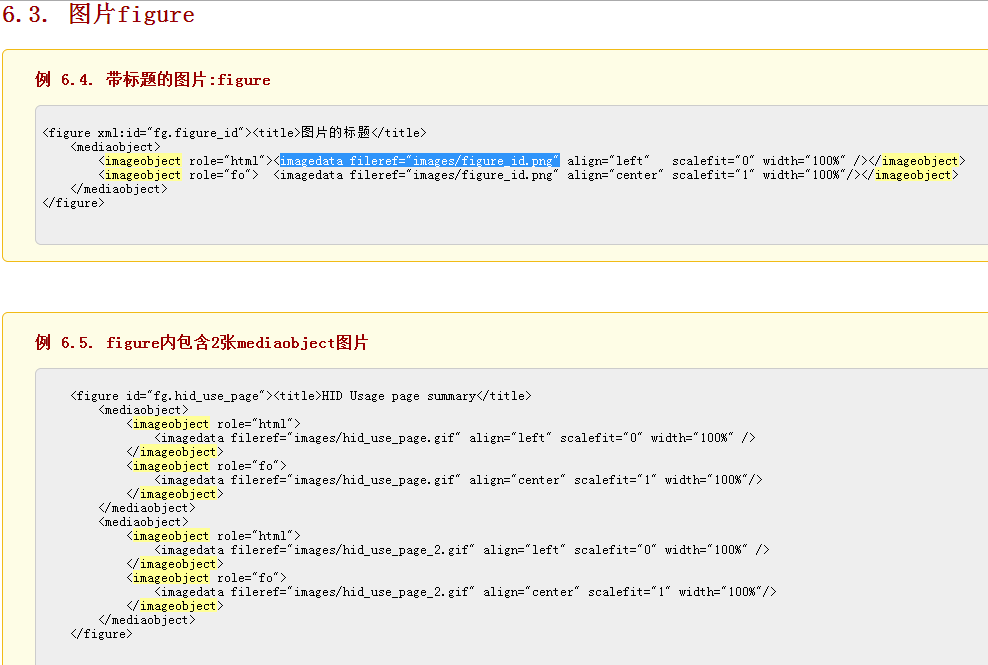 6.3. 图片figure
例 6.4. 带标题的图片:figure
<figure xml:id="fg.figure_id"><title>图片的标题</title>
<mediaobject>
<imageobject role="html"><imagedata fileref="images/figure_id.png" align="left" scalefit="0" width="100%" /></imageobject>
<imageobject role="fo"> <imagedata fileref="images/figure_id.png" align="center" scalefit="1" width="100%"/></imageobject>
</mediaobject>
</figure>
例 6.5. figure内包含2张mediaobject图片
<figure id="fg.hid_use_page"><title>HID Usage page summary</title>
<mediaobject>
<imageobject role="html">
<imagedata fileref="images/hid_use_page.gif" align="left" scalefit="0" width="100%" />
</imageobject>
<imageobject role="fo">
<imagedata fileref="images/hid_use_page.gif" align="center" scalefit="1" width="100%"/>
</imageobject>
</mediaobject>
<mediaobject>
<imageobject role="html">
<imagedata fileref="images/hid_use_page_2.gif" align="left" scalefit="0" width="100%" />
</imageobject>
<imageobject role="fo">
<imagedata fileref="images/hid_use_page_2.gif" align="center" scalefit="1" width="100%"/>
</imageobject>
</mediaobject>
</figure>